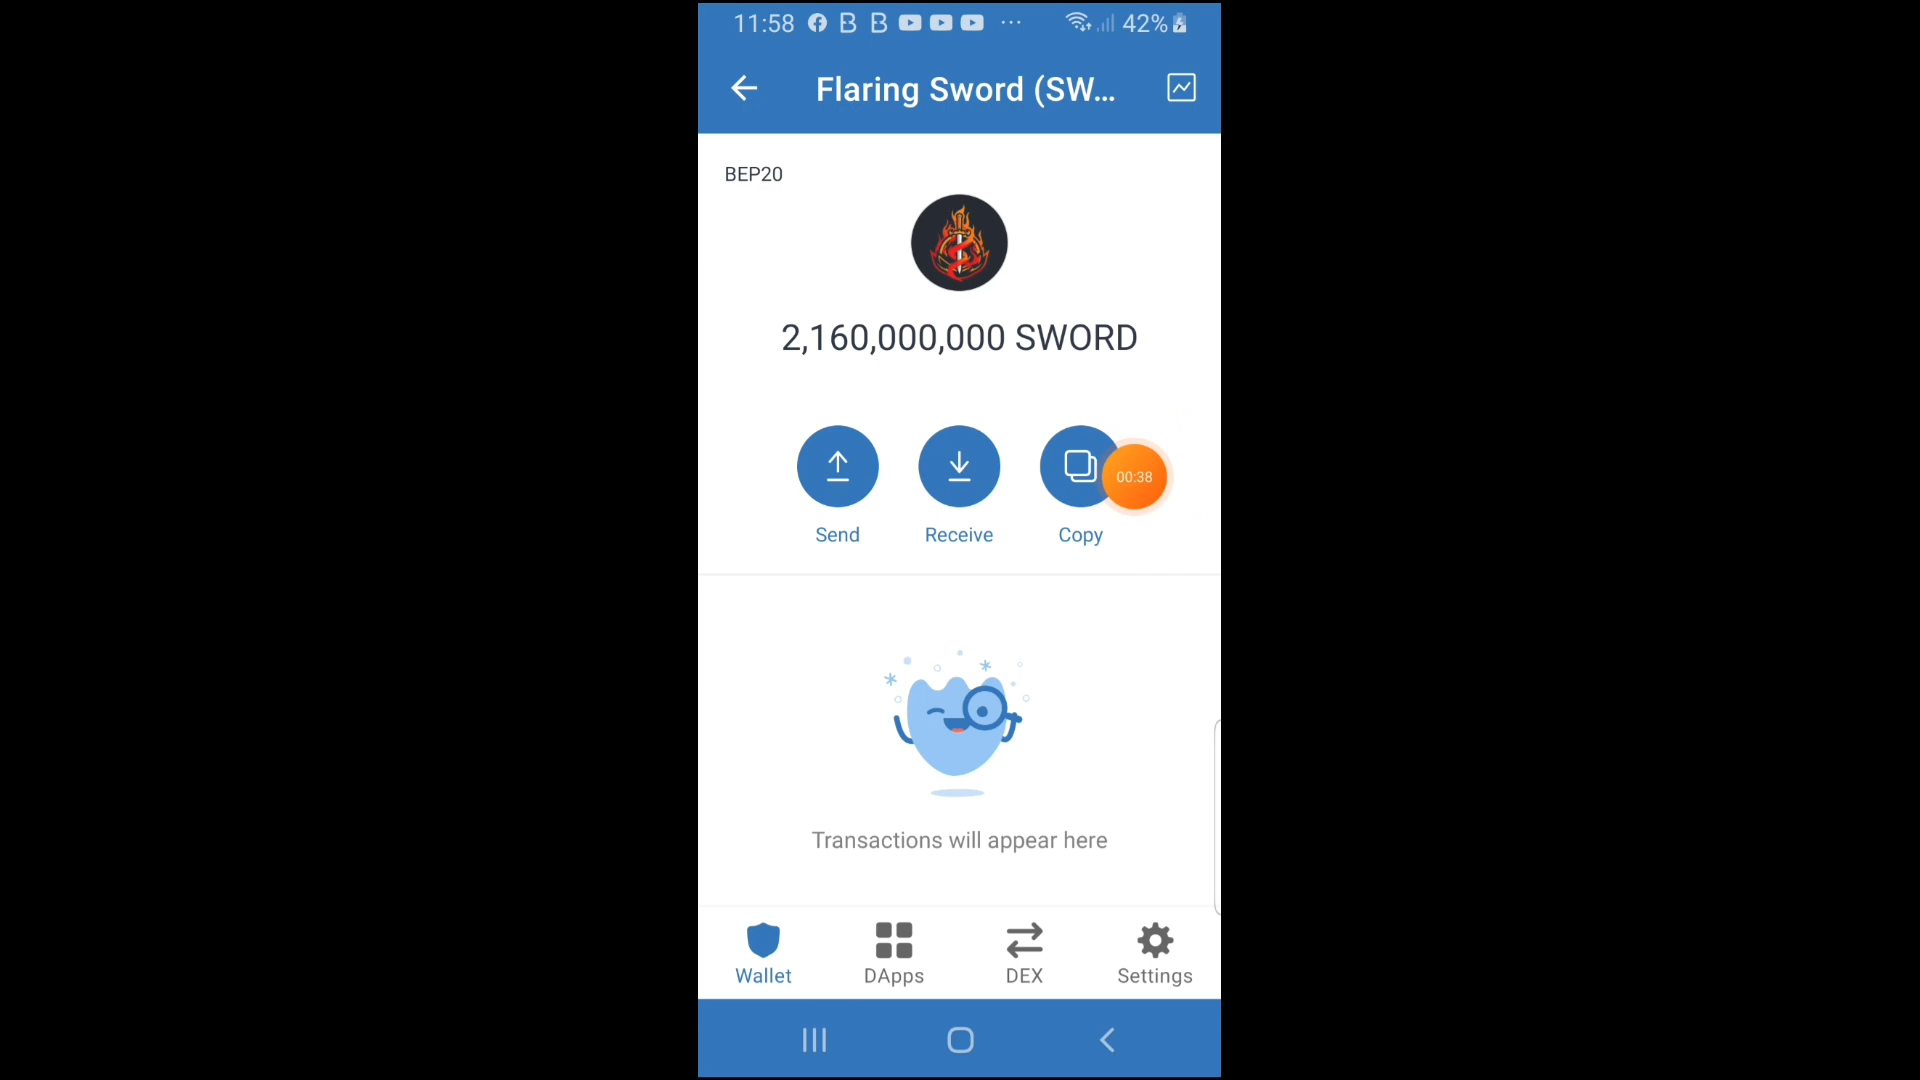 11:58 42%
Flaring Sword (SW...
BEP20
2,160,000,000 SWORD
00:38
Send Receive Copy
Transactions will appear here
Wallet DApps DEX Settings